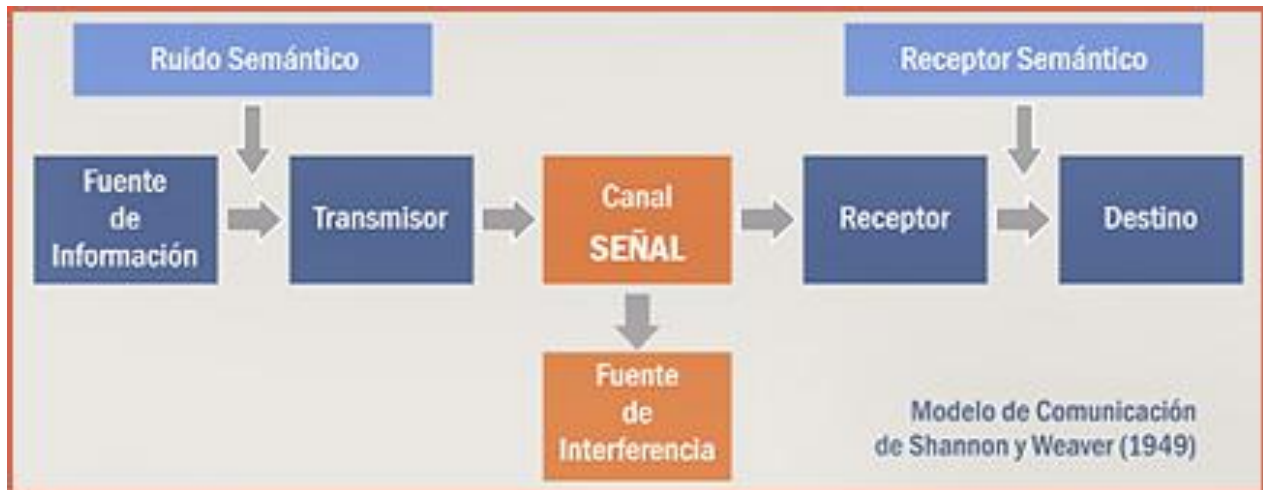 Ruido Semántico
Receptor Semántico
Fuente
de
Información
Transmisor
Canal
SEÑAL
Receptor
Destino
Fuente
de
Interferencia
Modelo de Comunicación
de Shannon y Weaver (1949)